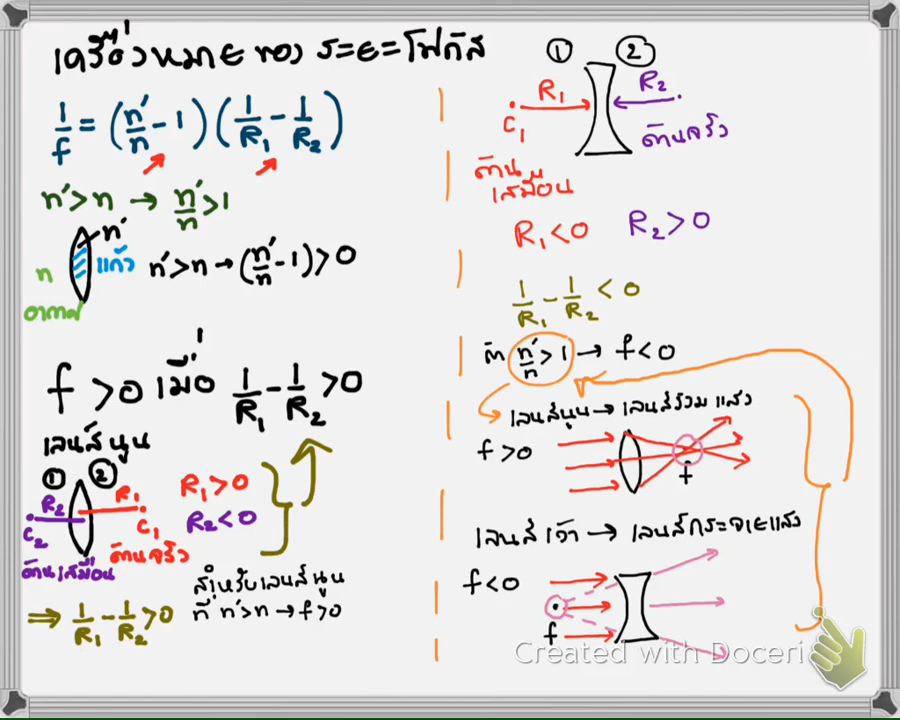 เครื่องหมายของระยะโฟกัส
1/f = (n'/n - 1)(1/R₁ - 1/R₂)
n' > n → n'/n > 1
n'
n
แก้ว
n' > n → (n'/n - 1) > 0
อากาศ
f > 0 เมื่อ 1/R₁ - 1/R₂ > 0
เลนส์นูน
① ②
R₂ R₁
C₂ C₁
R₁ > 0
R₂ < 0
ด้านจริง
ด้านเสมือน
⇒ 1/R₁ - 1/R₂ > 0
สำหรับเลนส์นูน
ที่ n' > n → f > 0
① ②
R₁ R₂
C₁
ด้านจริง
ด้านเสมือน
R₁ < 0 R₂ > 0
1/R₁ - 1/R₂ < 0
ถ้า n'/n > 1 → f < 0
เลนส์นูน → เลนส์รวมแสง
f > 0
f
เลนส์เว้า → เลนส์กระจายแสง
f < 0
f
Created with Doceri